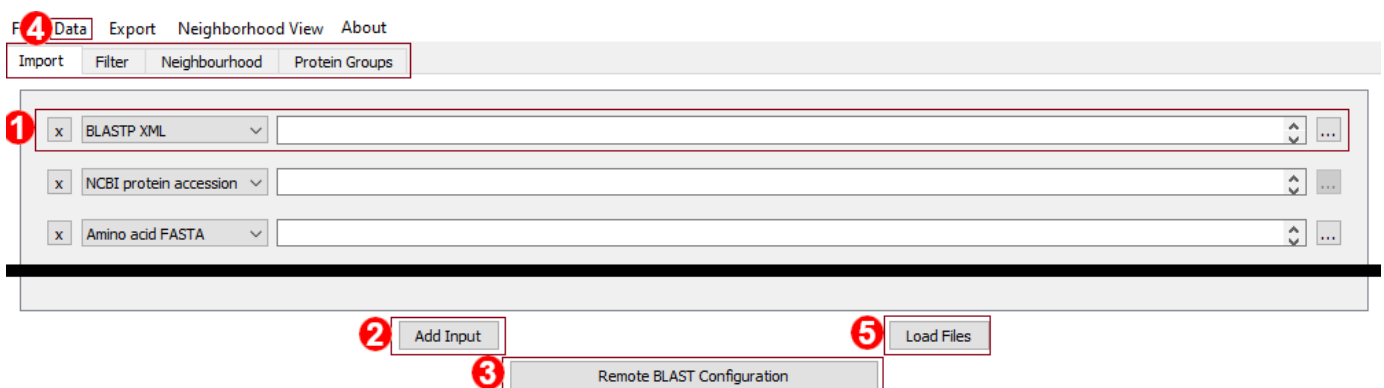 F 4 Data Export Neighborhood View About
Import Filter Neighbourhood Protein Groups
1 x BLASTP XML ...
x NCBI protein accession ...
x Amino acid FASTA ...
2 Add Input 5 Load Files
3 Remote BLAST Configuration